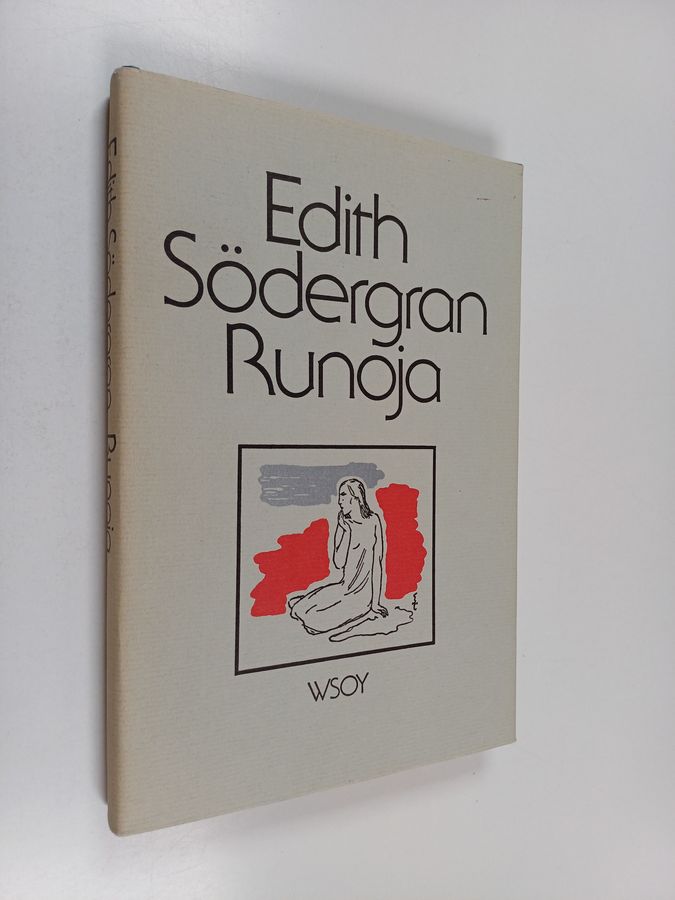 Edith
Södergran
Runoja
WSOY
Edith Södergran Runoja